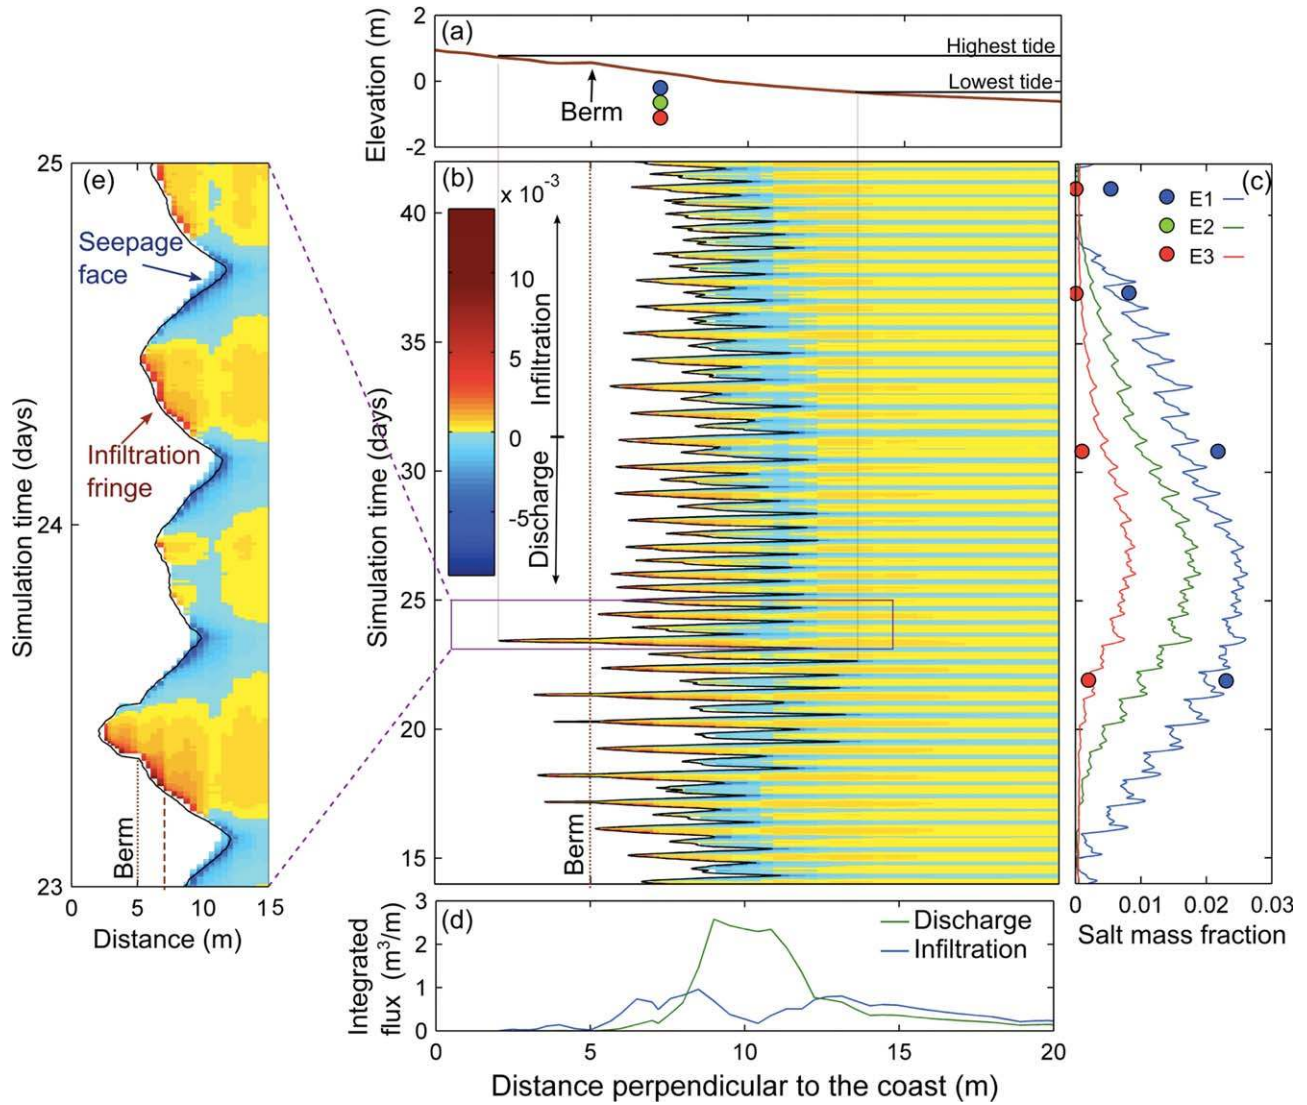 (a)
Elevation (m)
2
0
-2
Highest tide
Lowest tide
Berm
(e)
Simulation time (days)
25
24
23
Seepage
face
Infiltration
fringe
Berm
0
5
10
15
Distance (m)
(b)
x 10⁻³
10
5
0
-5
Infiltration
Discharge
Simulation time (days)
40
35
30
25
20
15
Berm
(c)
E1
E2
E3
0
0.01
0.02
0.03
Salt mass fraction
(d)
Integrated
flux (m³/m)
3
2
1
0
Discharge
Infiltration
0
5
10
15
20
Distance perpendicular to the coast (m)